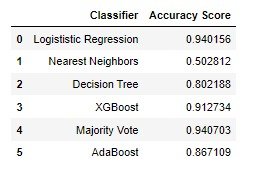 Classifier Accuracy Score
0 Logististic Regression 0.940156
1 Nearest Neighbors 0.502812
2 Decision Tree 0.802188
3 XGBoost 0.912734
4 Majority Vote 0.940703
5 AdaBoost 0.867109